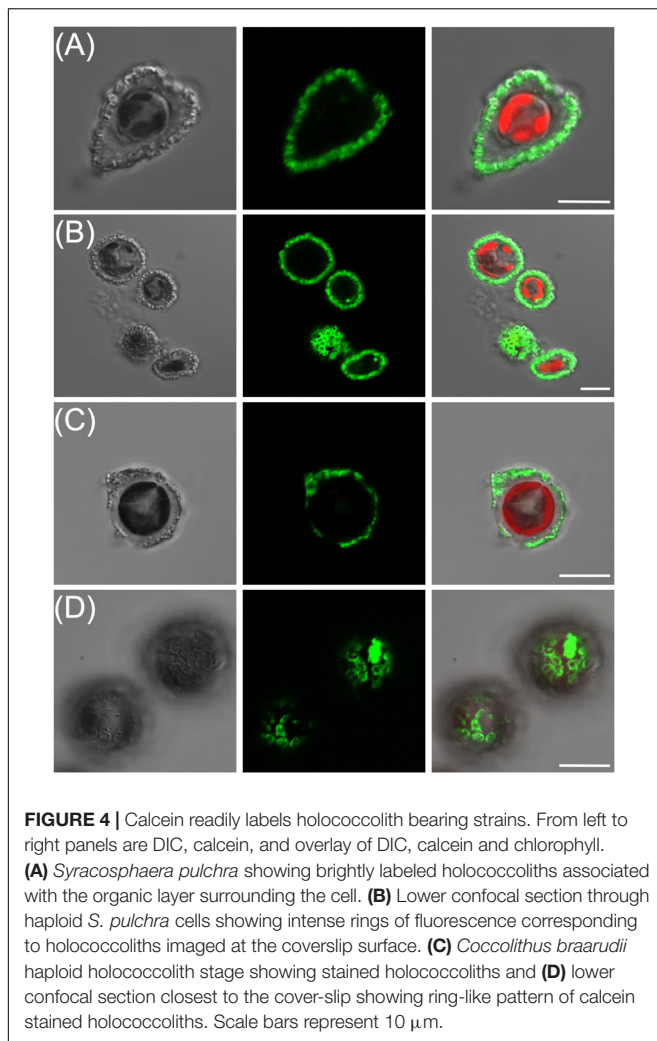 (A)
(B)
(C)
(D)
FIGURE 4 | Calcein readily labels holococcolith bearing strains. From left to
right panels are DIC, calcein, and overlay of DIC, calcein and chlorophyll.
(A) Syracosphaera pulchra showing brightly labeled holococcoliths associated
with the organic layer surrounding the cell. (B) Lower confocal section through
haploid S. pulchra cells showing intense rings of fluorescence corresponding
to holococcoliths imaged at the coverslip surface. (C) Coccolithus braarudii
haploid holococcolith stage showing stained holococcoliths and (D) lower
confocal section closest to the cover-slip showing ring-like pattern of calcein
stained holococcoliths. Scale bars represent 10 μm.